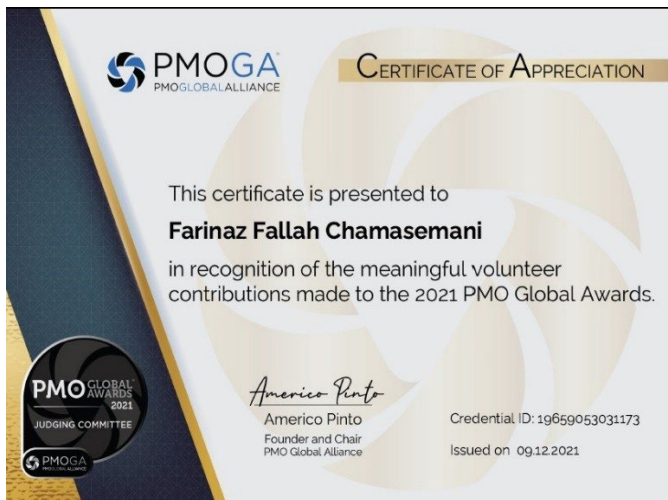 PMOGA
PMOGLOBALALLIANCE
CERTIFICATE OF APPRECIATION
This certificate is presented to
Farinaz Fallah Chamasemani
in recognition of the meaningful volunteer
contributions made to the 2021 PMO Global Awards.
PMO GLOBAL
AWARDS
2021
JUDGING COMMITTEE
PMOGA
PMOGLOBALALLIANCE
Americo Pinto
Americo Pinto
Founder and Chair
PMO Global Alliance
Credential ID: 19659053031173
Issued on 09.12.2021